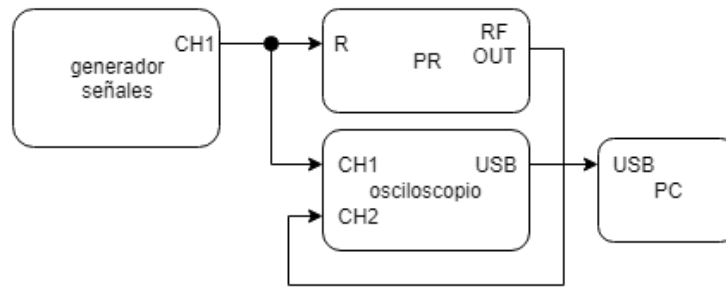 generador
señales
CH1
R
PR
RF
OUT
CH1
USB
osciloscopio
CH2
USB
PC